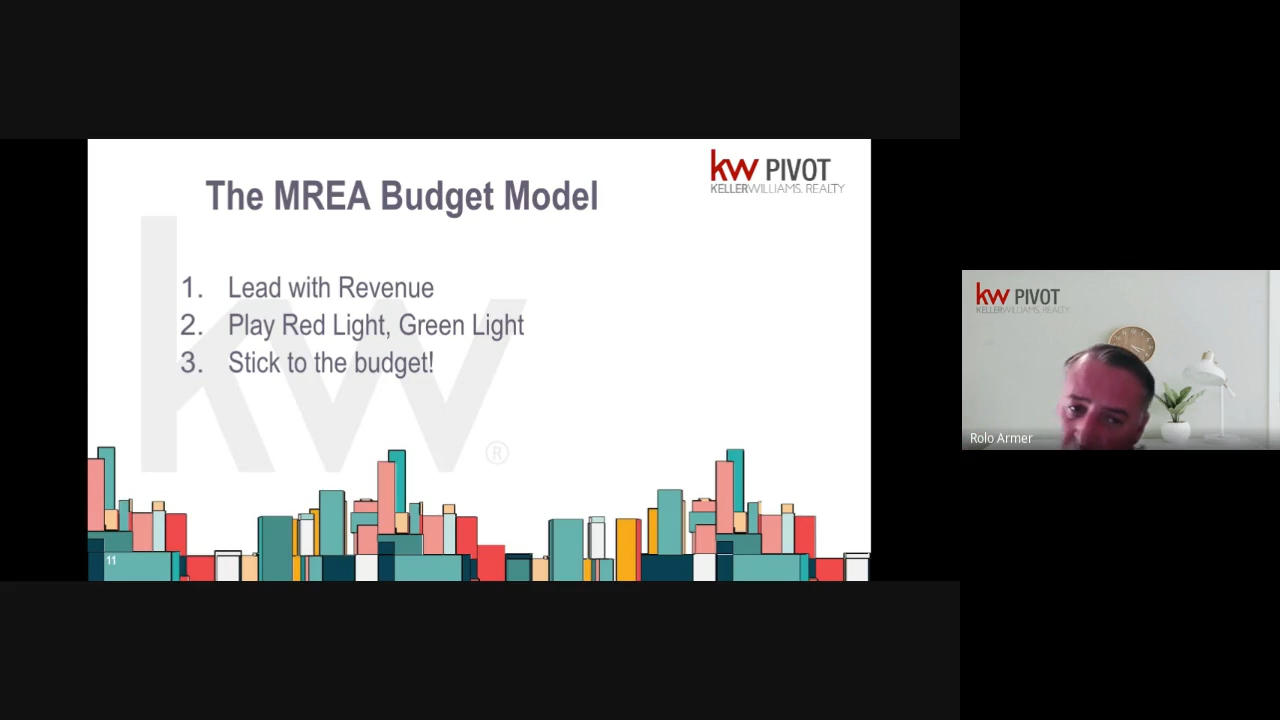 kw PIVOT
KELLERWILLIAMS. REALTY
The MREA Budget Model
1. Lead with Revenue
2. Play Red Light, Green Light
3. Stick to the budget!
kw
®
11
kw PIVOT
KELLERWILLIAMS. REALTY
Rolo Armer